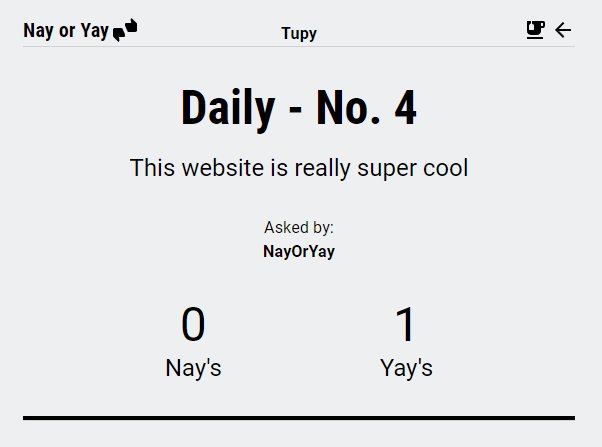 Nay or Yay
Tupy
Daily - No. 4
This website is really super cool
Asked by:
NayOrYay
0
1
Nay's
Yay's